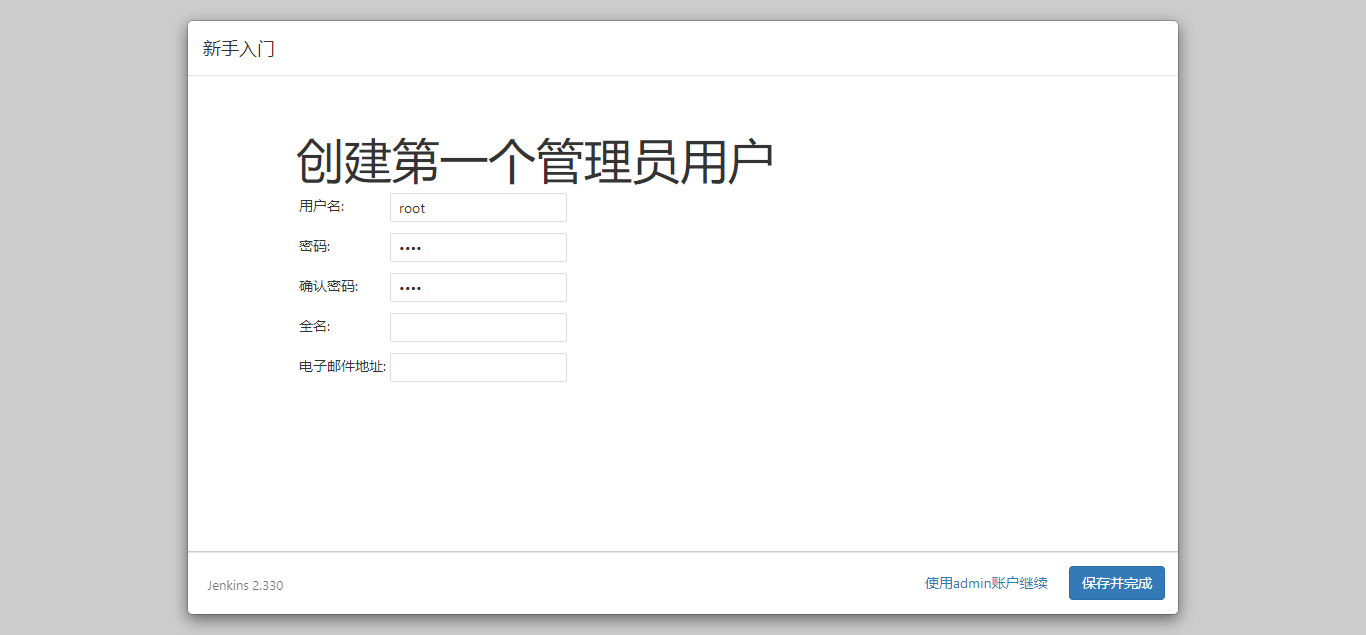 新手入门
创建第一个管理员用户
用户名: root
密码: ••••
确认密码: ••••
全名:
电子邮件地址:
Jenkins 2.330 使用admin账户继续 保存并完成